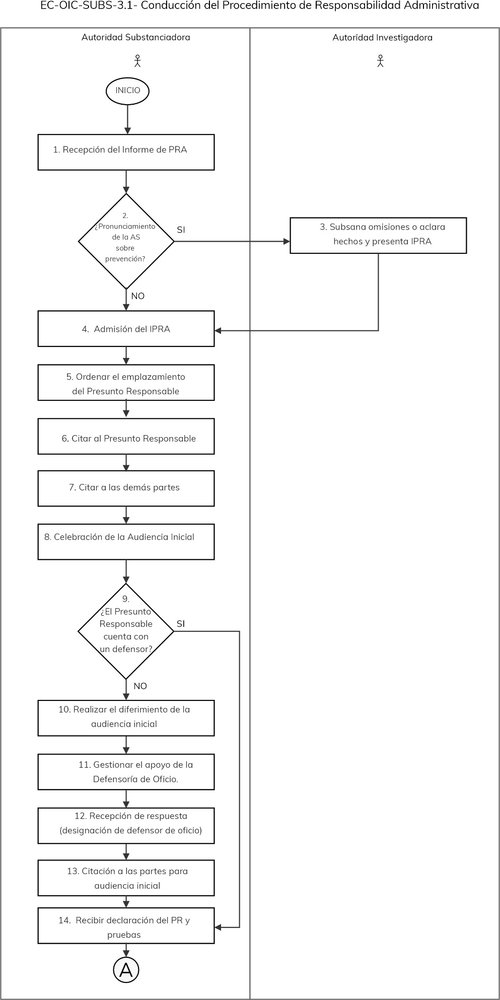 EC-OIC-SUBS-3.1- Conducción del Procedimiento de Responsabilidad Administrativa
Autoridad Substanciadora
Autoridad Investigadora
INICIO
1. Recepción del Informe de PRA
2.
¿Pronunciamiento
de la AS
sobre
prevención?
SI
3. Subsana omisiones o aclara
hechos y presenta IPRA
NO
4. Admisión del IPRA
5. Ordenar el emplazamiento
del Presunto Responsable
6. Citar al Presunto Responsable
7. Citar a las demás partes
8. Celebración de la Audiencia Inicial
9.
¿El Presunto
Responsable
cuenta con
un defensor?
SI
NO
10. Realizar el diferimiento de la
audiencia inicial
11. Gestionar el apoyo de la
Defensoría de Oficio.
12. Recepción de respuesta
(designación de defensor de oficio)
13. Citación a las partes para
audiencia inicial
14. Recibir declaración del PR y
pruebas
A